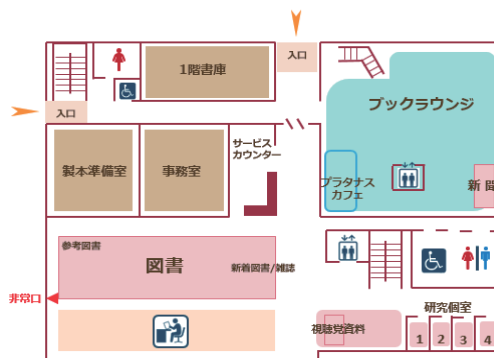 入口
1階書庫
入口
ブックラウンジ
製本準備室
事務室
サービス
カウンター
プラタナス
カフェ
新聞
参考図書
図書
新着図書/雑誌
非常口
研究個室
視聴党資料
1
2
3
4